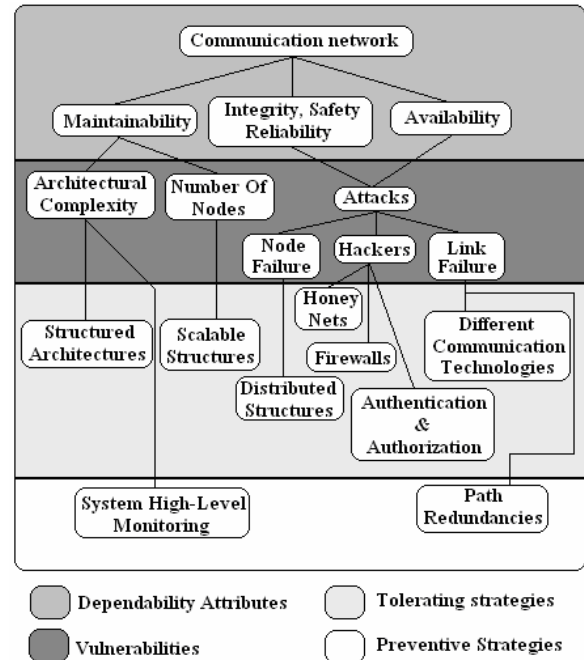 Communication network
Maintainability
Integrity, Safety
Reliability
Availability
Architectural
Complexity
Number Of
Nodes
Attacks
Node
Failure
Hackers
Link
Failure
Honey
Nets
Structured
Architectures
Scalable
Structures
Firewalls
Different
Communication
Technologies
Distributed
Structures
Authentication
&
Authorization
System High-Level
Monitoring
Path
Redundancies
Dependability Attributes
Tolerating strategies
Vulnerabilities
Preventive Strategies